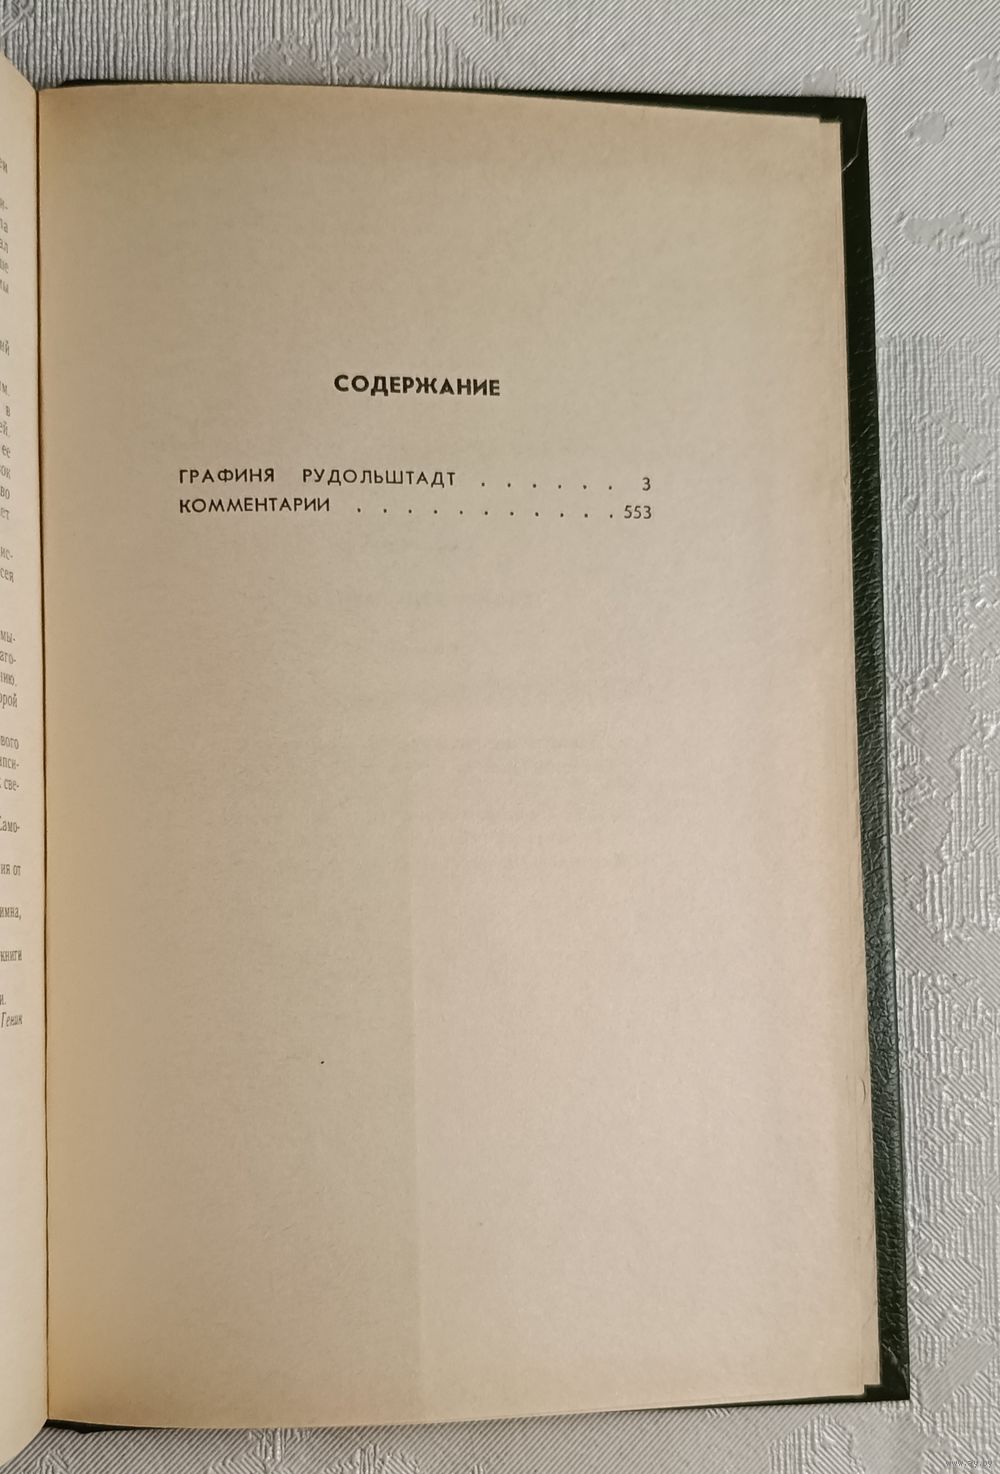 СОДЕРЖАНИЕ
ГРАФИНЯ РУДОЛЬШТАДТ . . . . . . 3
КОММЕНТАРИИ . . . . . . . . . . . 553